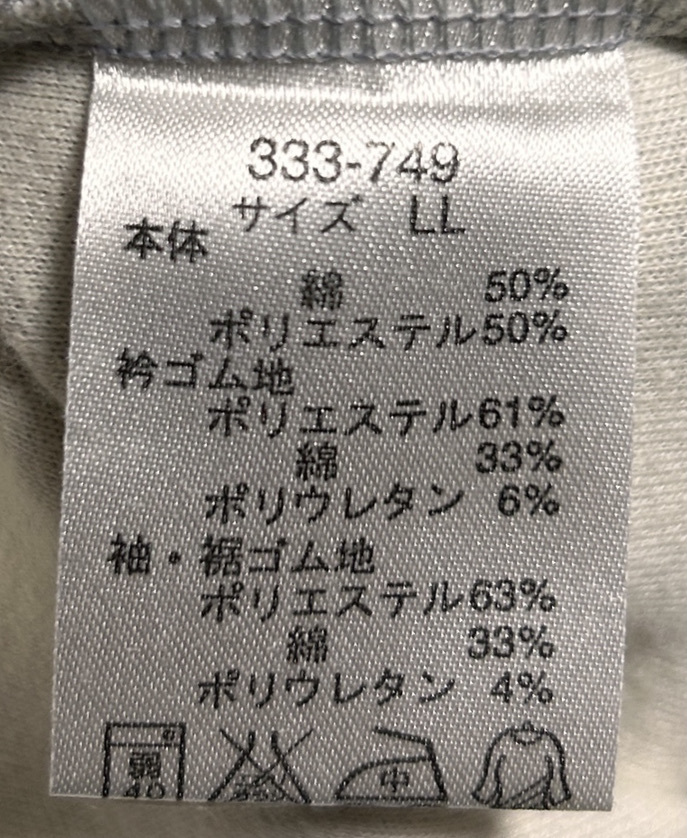 333-749
サイズ LL
本体
綿 50%
ポリエステル50%
衿ゴム地
ポリエステル61%
綿 33%
ポリウレタン 6%
袖・裾ゴム地
ポリエステル63%
綿 33%
ポリウレタン 4%
弱 中
40